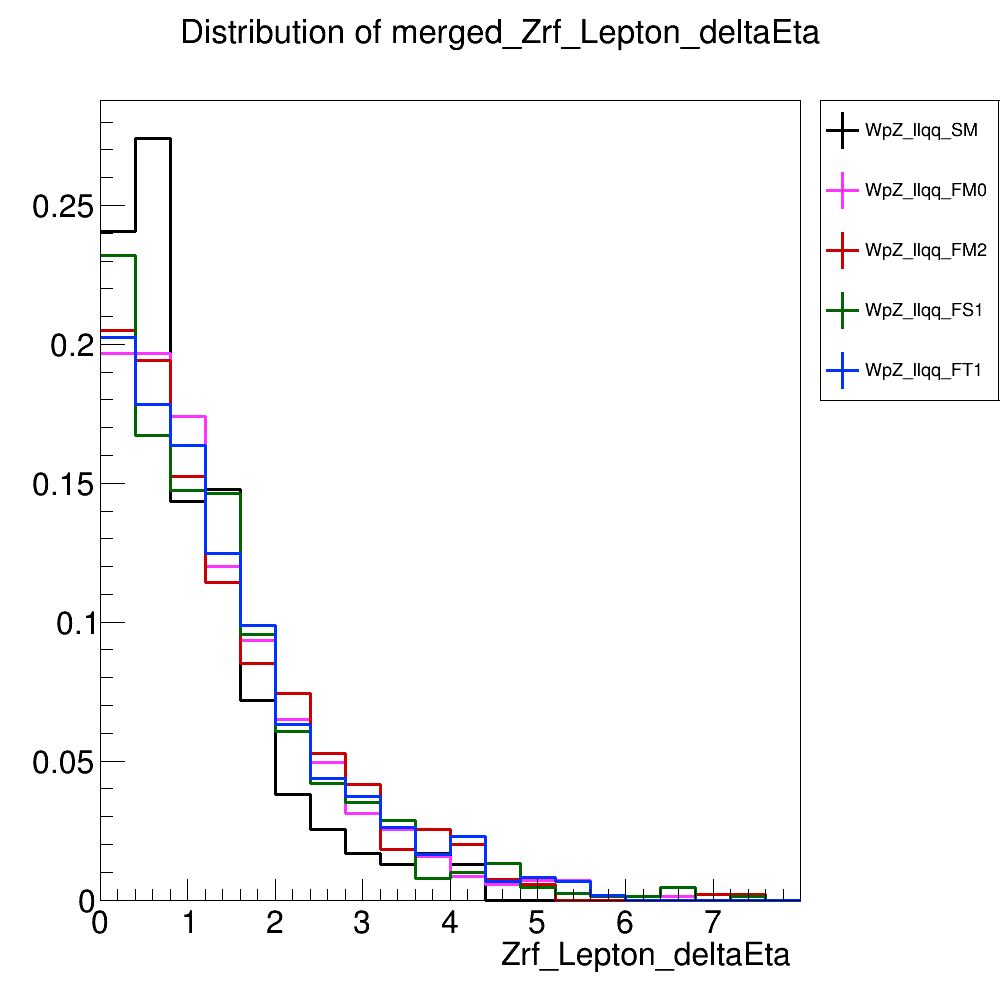 Distribution of merged_Zrf_Lepton_deltaEta
WpZ_llqq_SM
WpZ_llqq_FM0
WpZ_llqq_FM2
WpZ_llqq_FS1
WpZ_llqq_FT1
0.25
0.2
0.15
0.1
0.05
0
0 1 2 3 4 5 6 7
Zrf_Lepton_deltaEta